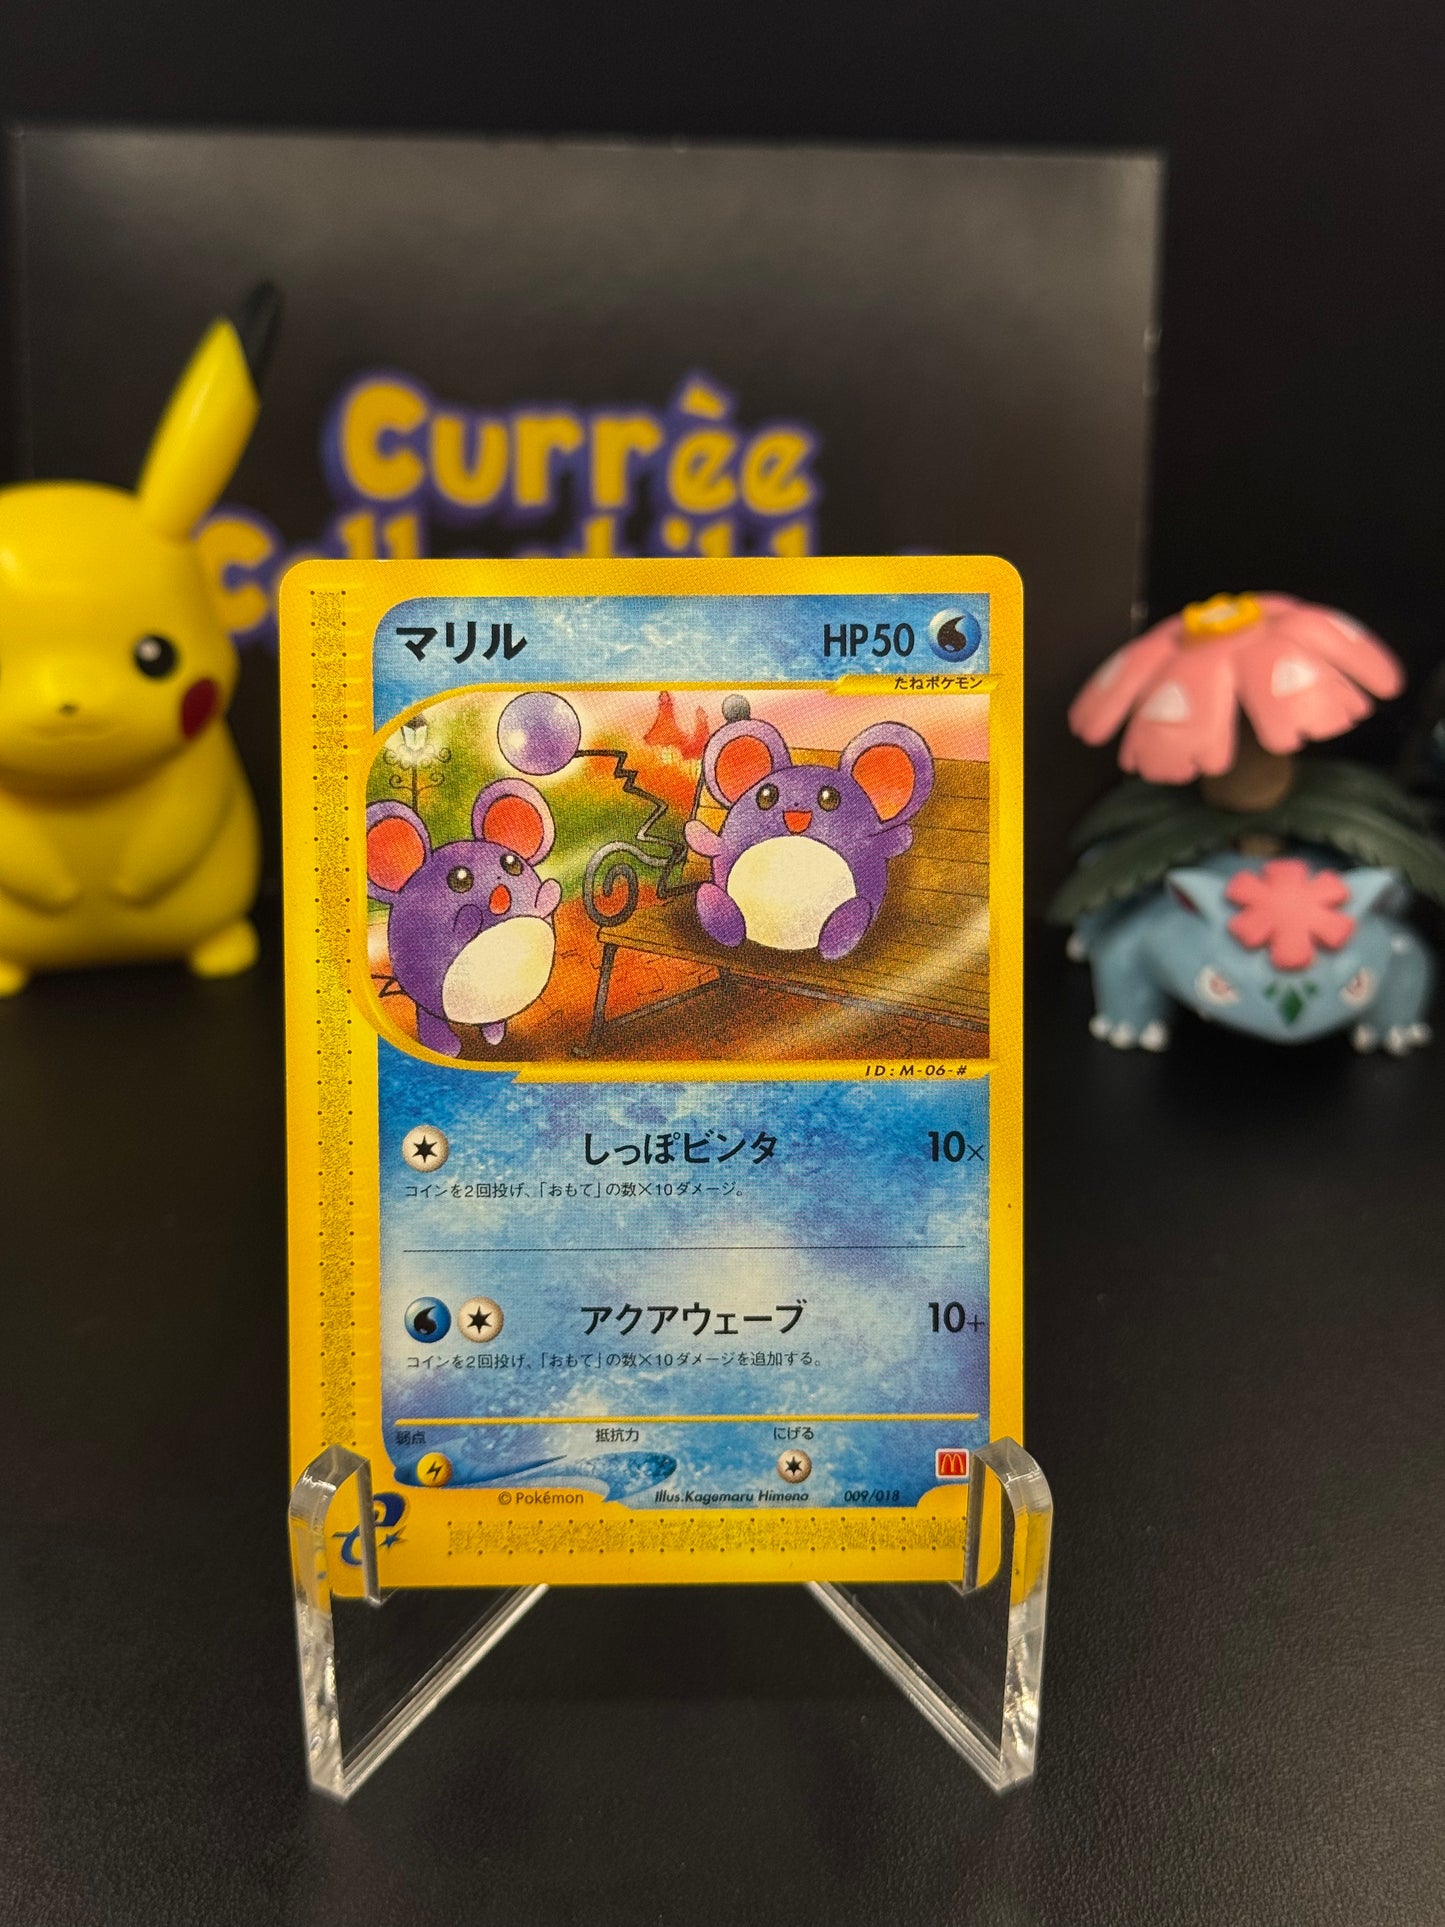 Currèe
マリル HP50
たねポケモン
ID:M-06-#
しっぽビンタ 10×
コインを2回投げ、「おもて」の数×10ダメージ。
アクアウェーブ 10+
コインを2回投げ、「おもて」の数×10ダメージを追加する。
弱点 抵抗力 にげる
©Pokémon Illus.Kagemaru Himeno 009/018